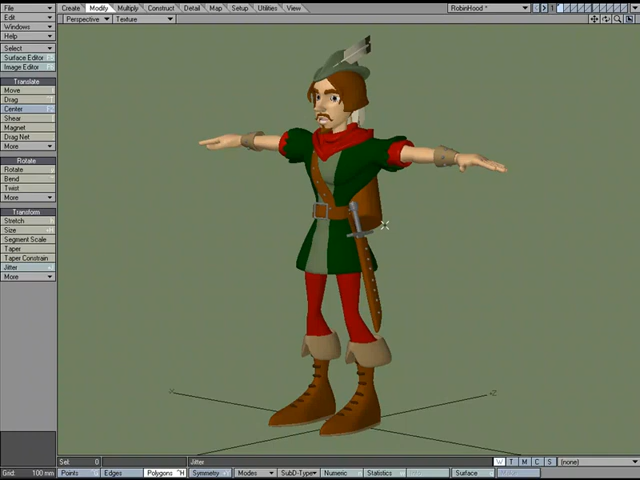 File Create Modify Multiply Construct Detail Map Setup Utilities View RobinHood * 1
Edit Perspective Texture
Windows
Help
Select
Surface Editor
Image Editor
Translate
Move
Drag
Center
Shear
Magnet
Drag Net
More
Rotate
Rotate
Bend
Twist
More
Transform
Stretch
Size
Segment Scale
Taper
Taper Constrain
Jitter
More
X
Z
Sel: 0 Jitter W T M C S (none)
Grid: 100 mm Points Edges Polygons ^H Symmetry Modes SubD-Type Numeric Statistics Surface